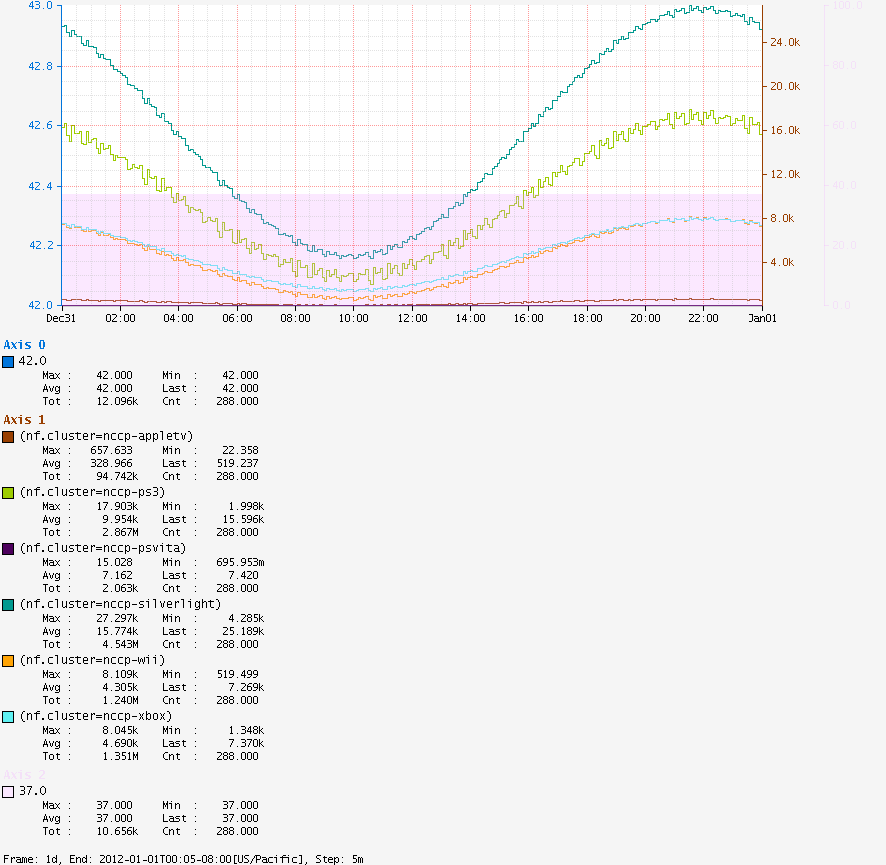 43.0
42.8
42.6
42.4
42.2
42.0
24.0k
20.0k
16.0k
12.0k
8.0k
4.0k
100.0
80.0
60.0
40.0
20.0
0.0
Dec31 02:00 04:00 06:00 08:00 10:00 12:00 14:00 16:00 18:00 20:00 22:00 Jan01
Axis 0
42.0
Max : 42.000 Min : 42.000
Avg : 42.000 Last : 42.000
Tot : 12.096k Cnt : 288.000
Axis 1
(nf.cluster=nccp-appletv)
Max : 657.633 Min : 22.358
Avg : 328.966 Last : 519.237
Tot : 94.742k Cnt : 288.000
(nf.cluster=nccp-ps3)
Max : 17.903k Min : 1.998k
Avg : 9.954k Last : 15.596k
Tot : 2.867M Cnt : 288.000
(nf.cluster=nccp-psvita)
Max : 15.028 Min : 695.953m
Avg : 7.162 Last : 7.420
Tot : 2.063k Cnt : 288.000
(nf.cluster=nccp-silverlight)
Max : 27.297k Min : 4.285k
Avg : 15.774k Last : 25.189k
Tot : 4.543M Cnt : 288.000
(nf.cluster=nccp-wii)
Max : 8.109k Min : 519.499
Avg : 4.305k Last : 7.269k
Tot : 1.240M Cnt : 288.000
(nf.cluster=nccp-xbox)
Max : 8.045k Min : 1.348k
Avg : 4.690k Last : 7.370k
Tot : 1.351M Cnt : 288.000
Axis 2
37.0
Max : 37.000 Min : 37.000
Avg : 37.000 Last : 37.000
Tot : 10.656k Cnt : 288.000
Frame: 1d, End: 2012-01-01T00:05-08:00[US/Pacific], Step: 5m